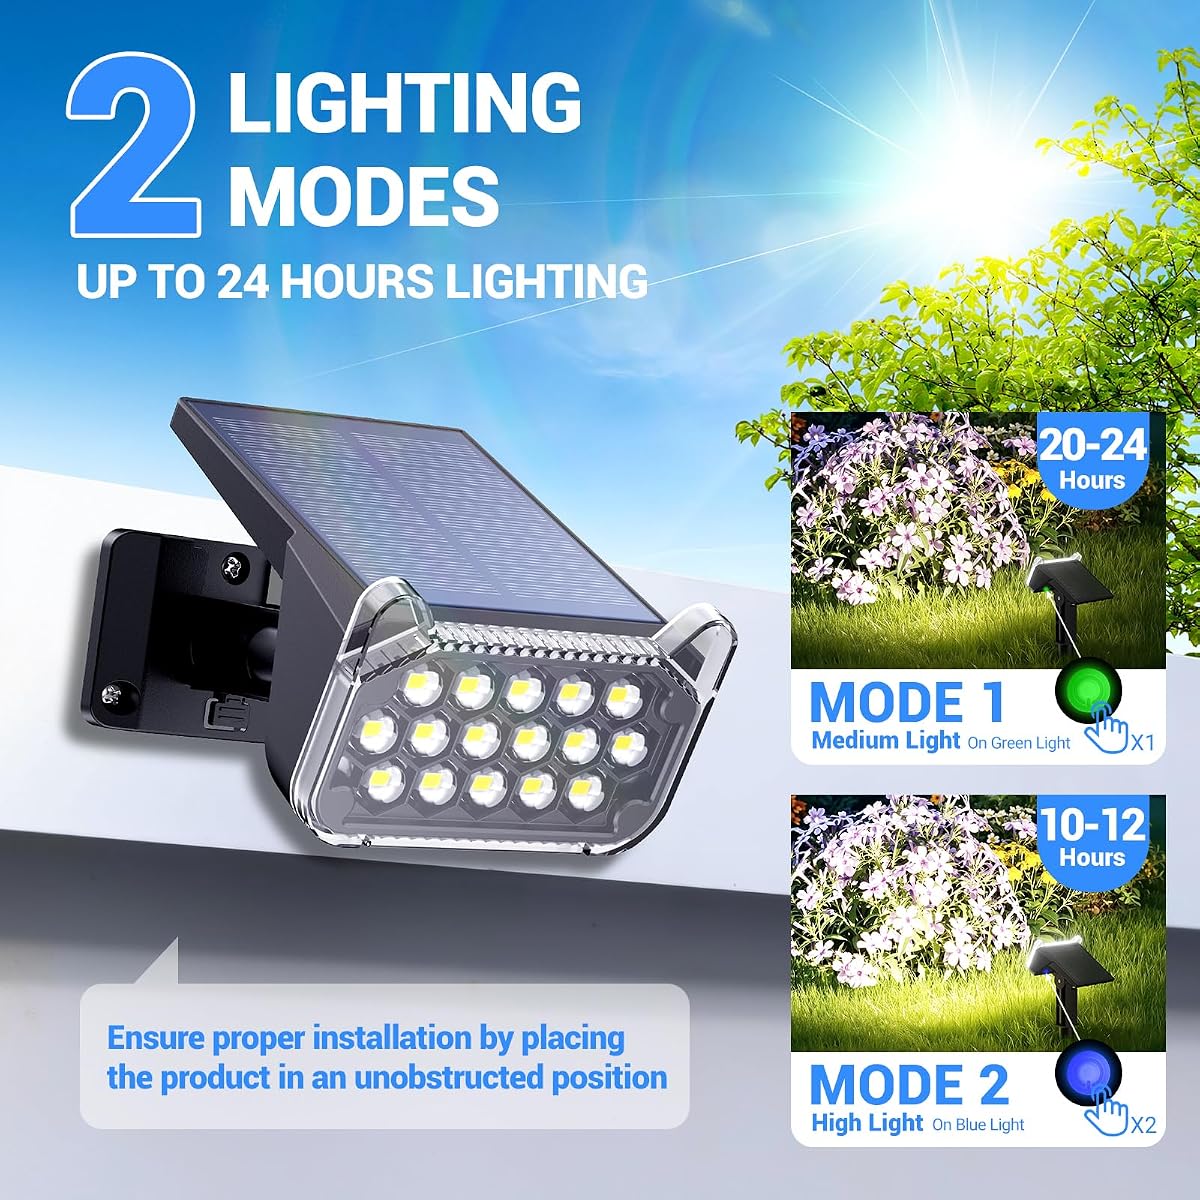 2 LIGHTING
MODES
UP TO 24 HOURS LIGHTING
20-24
Hours
MODE 1
Medium Light On Green Light
X1
10-12
Hours
MODE 2
High Light On Blue Light
X2
Ensure proper installation by placing
the product in an unobstructed position